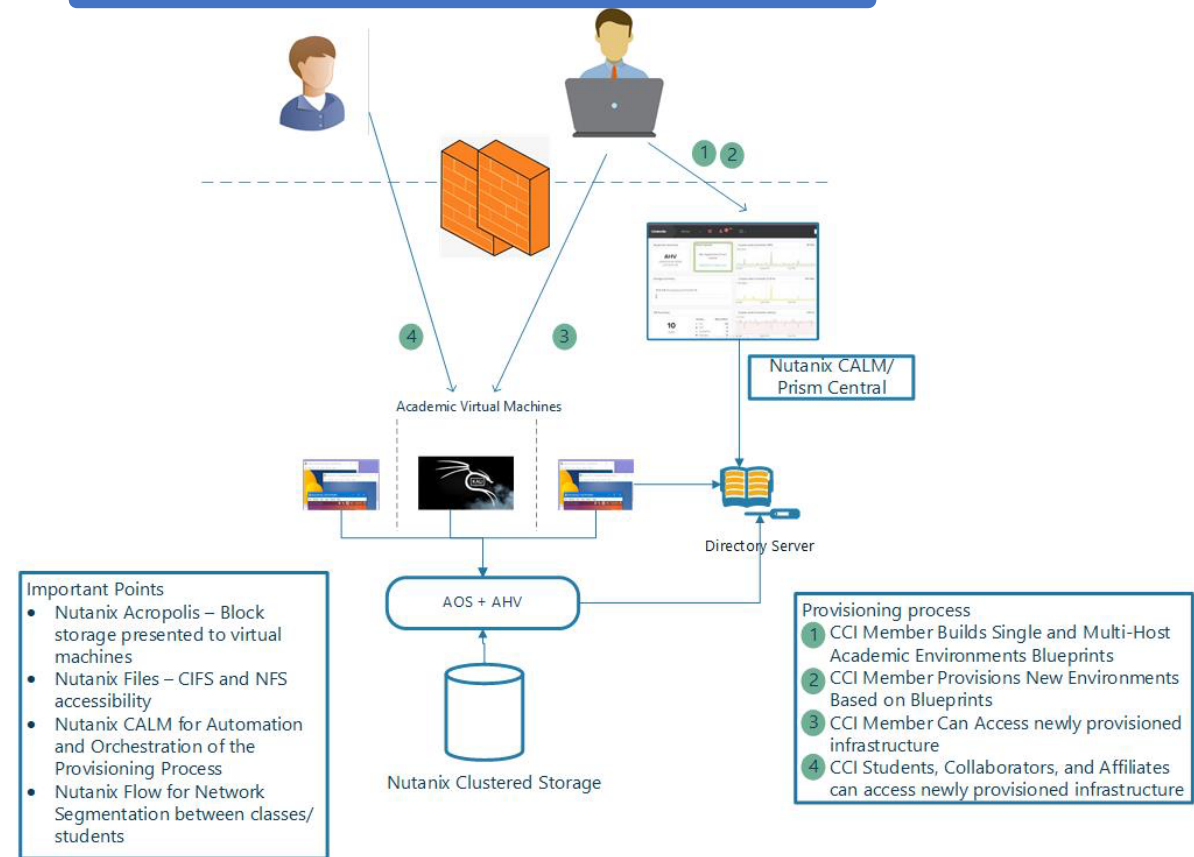 1
2
AHV
10
4
3
Nutanix CALM/
Prism Central
Academic Virtual Machines
Directory Server
AOS + AHV
Nutanix Clustered Storage
Important Points
• Nutanix Acropolis – Block
storage presented to virtual
machines
• Nutanix Files – CIFS and NFS
accessibility
• Nutanix CALM for Automation
and Orchestration of the
Provisioning Process
• Nutanix Flow for Network
Segmentation between classes/
students
Provisioning process
1 CCI Member Builds Single and Multi-Host
Academic Environments Blueprints
2 CCI Member Provisions New Environments
Based on Blueprints
3 CCI Member Can Access newly provisioned
infrastructure
4 CCI Students, Collaborators, and Affiliates
can access newly provisioned infrastructure